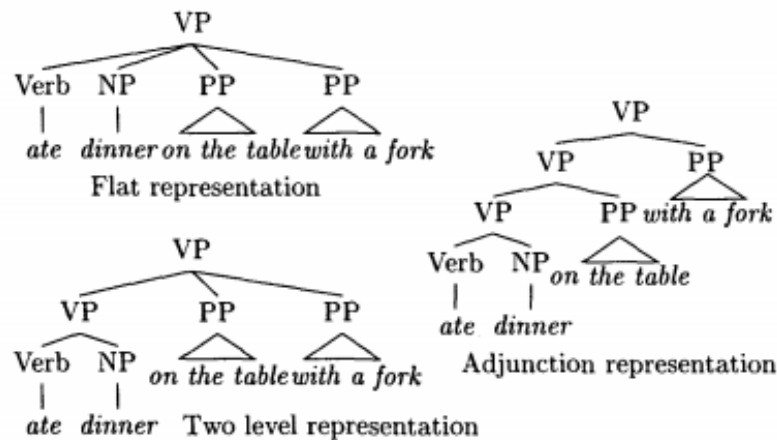 VP
Verb NP PP PP
ate dinner on the table with a fork
Flat representation
VP
VP PP PP
Verb NP on the table with a fork
ate dinner Two level representation
VP
VP PP
VP PP with a fork
Verb NP on the table
ate dinner
Adjunction representation